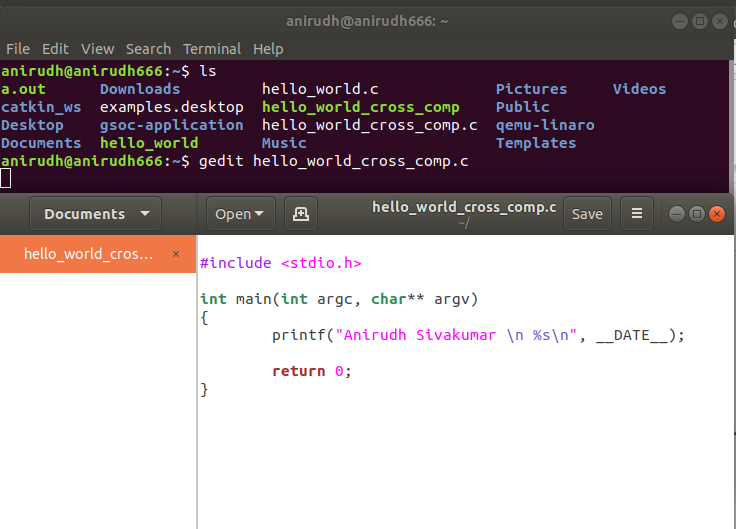 anirudh@anirudh666: ~
File Edit View Search Terminal Help
anirudh@anirudh666:~$ ls
a.out Downloads hello_world.c Pictures Videos
catkin_ws examples.desktop hello_world_cross_comp Public
Desktop gsoc-application hello_world_cross_comp.c qemu-linaro
Documents hello_world Music Templates
anirudh@anirudh666:~$ gedit hello_world_cross_comp.c
Documents Open hello_world_cross_comp.c Save
~/
hello_world_cros… ×
#include <stdio.h>
int main(int argc, char** argv)
{
printf("Anirudh Sivakumar \n %s\n", __DATE__);
return 0;
}